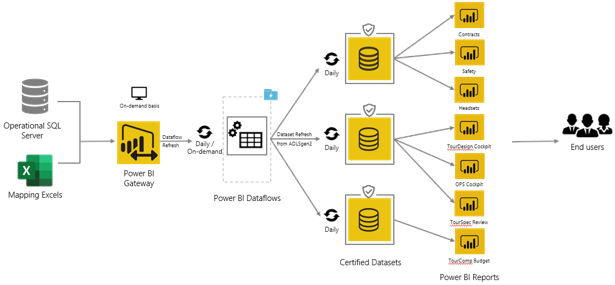 Operational SQL
Server
Mapping Excels
On-demand basis
Power BI
Gateway
Dataflow
Refresh
Daily /
On-demand
Power BI Dataflows
Dataset Refresh
from ADLSgen2
Daily
Daily
Daily
Certified Datasets
Contracts
Safety
Headsets
TourDesign Cockpit
OPS Cockpit
TourSpec Review
TourComp Budget
Power BI Reports
End users